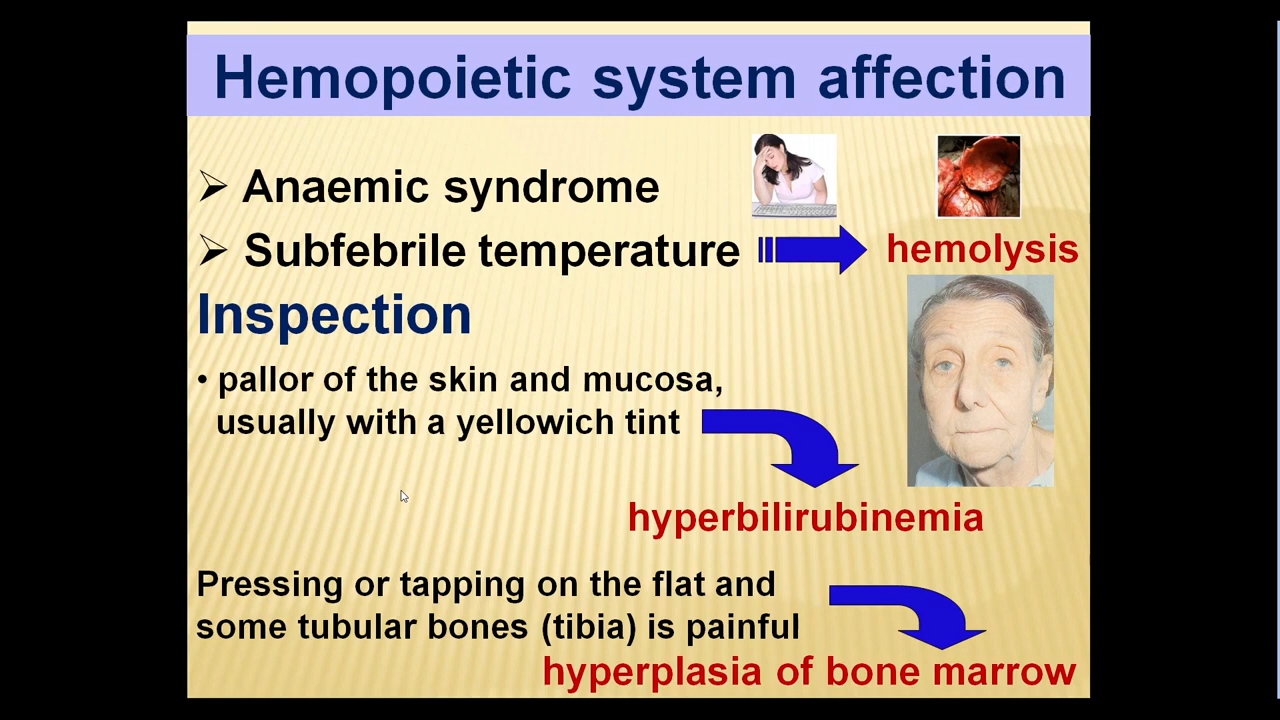 Hemopoietic system affection
➢ Anaemic syndrome
➢ Subfebrile temperature
hemolysis
Inspection
• pallor of the skin and mucosa,
usually with a yellowich tint
hyperbilirubinemia
Pressing or tapping on the flat and
some tubular bones (tibia) is painful
hyperplasia of bone marrow